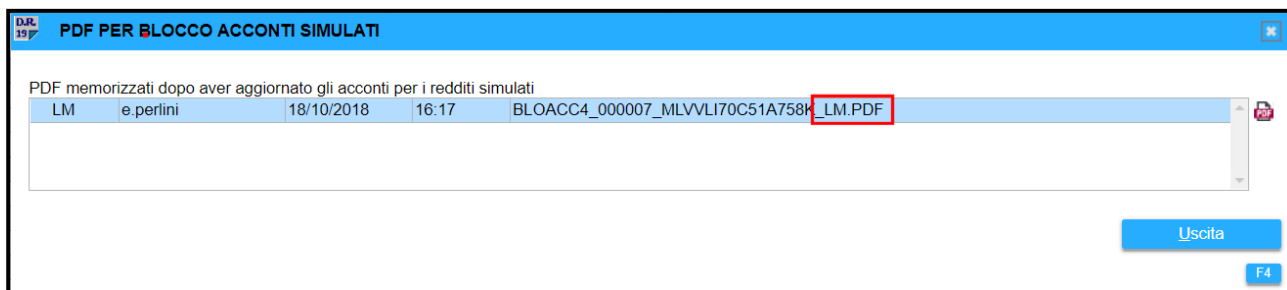 D.R.
19
PDF PER BLOCCO ACCONTI SIMULATI
PDF memorizzati dopo aver aggiornato gli acconti per i redditi simulati
LM e.perlini 18/10/2018 16:17 BLOACC4_000007_MLVVLI70C51A758K_LM.PDF
PDF
Uscita
F4